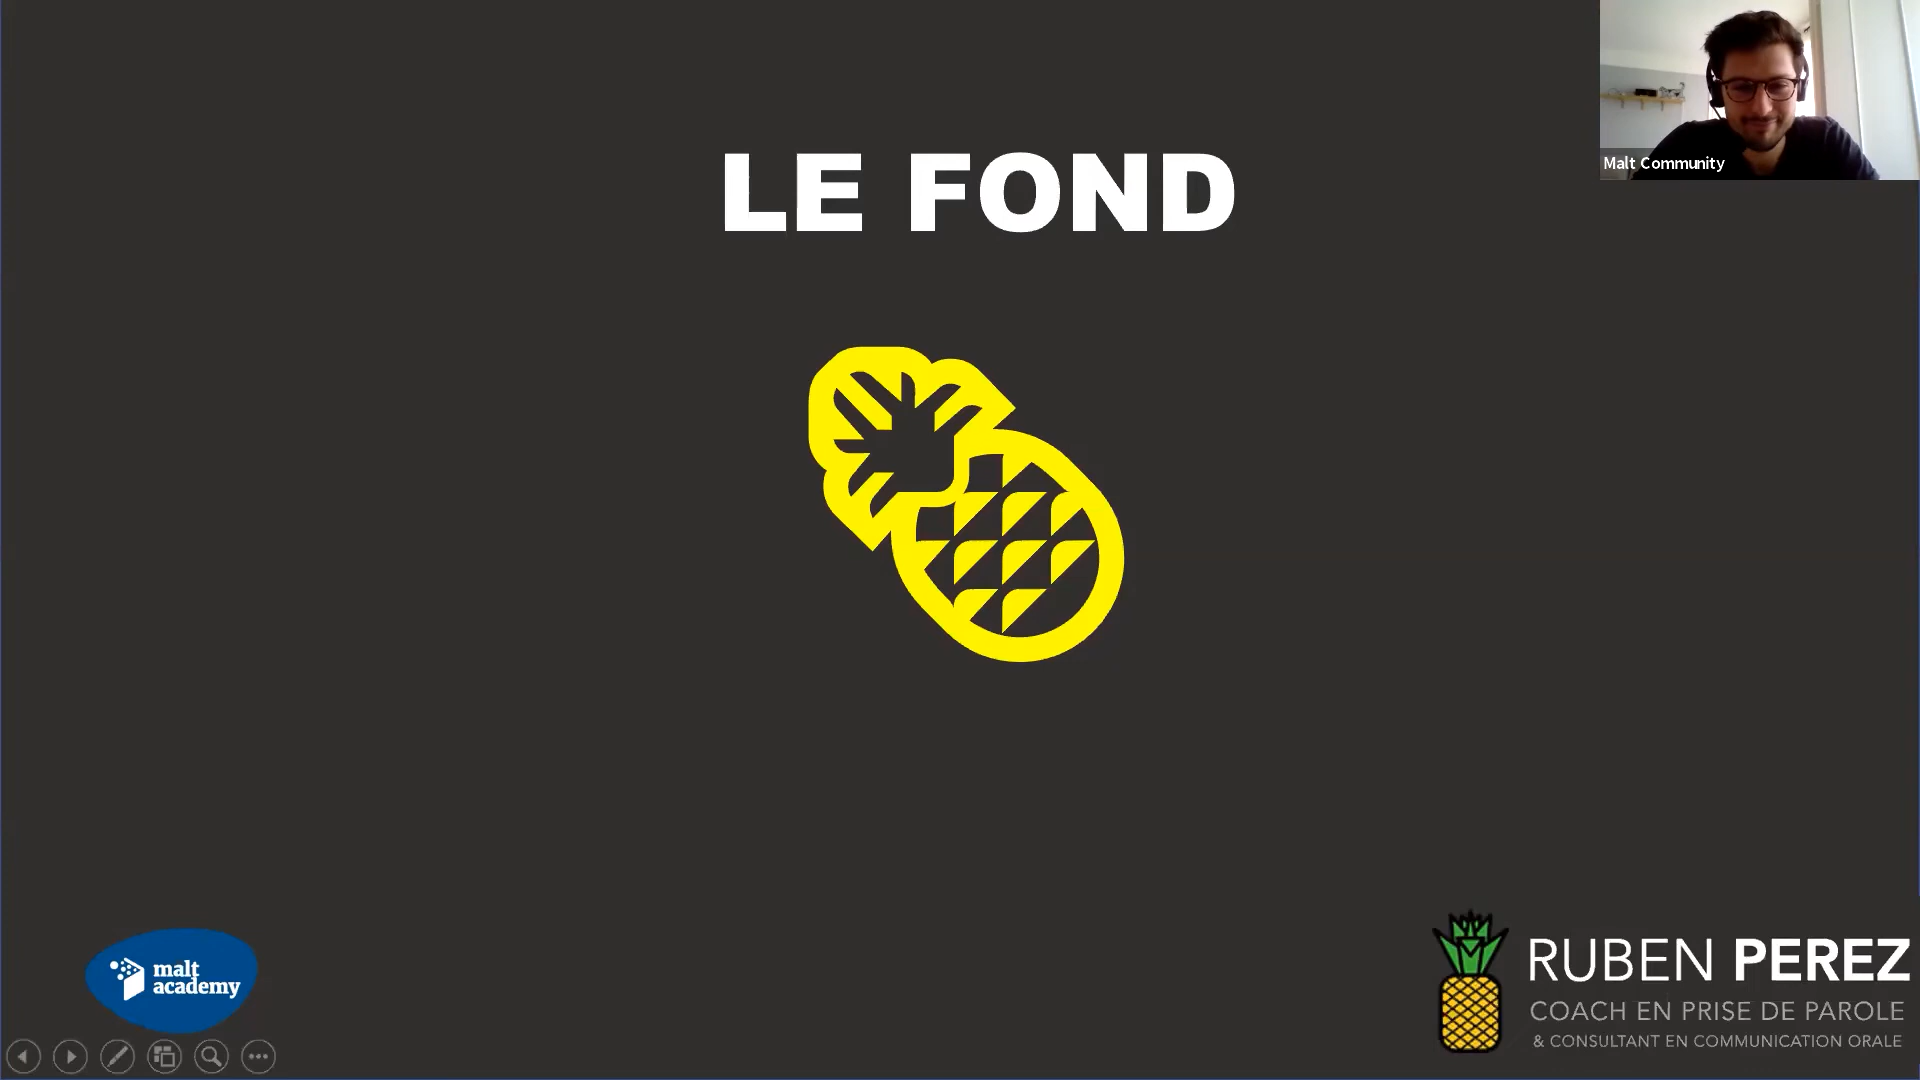 LE FOND
Malt Community
malt
academy
RUBEN PEREZ
COACH EN PRISE DE PAROLE
& CONSULTANT EN COMMUNICATION ORALE